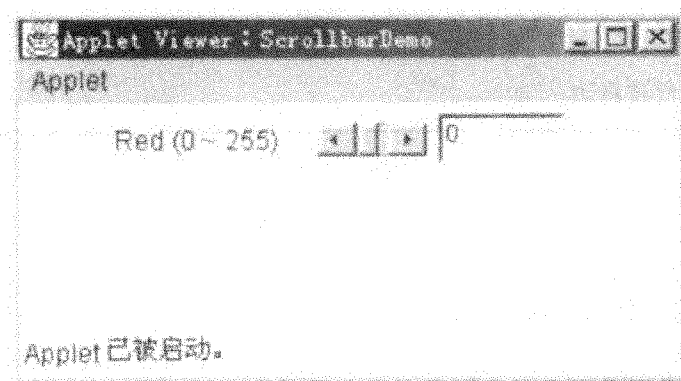 Applet Viewer：ScrollbarDemo
Applet
Red (0 ~ 255) 0
Applet 已被启动。